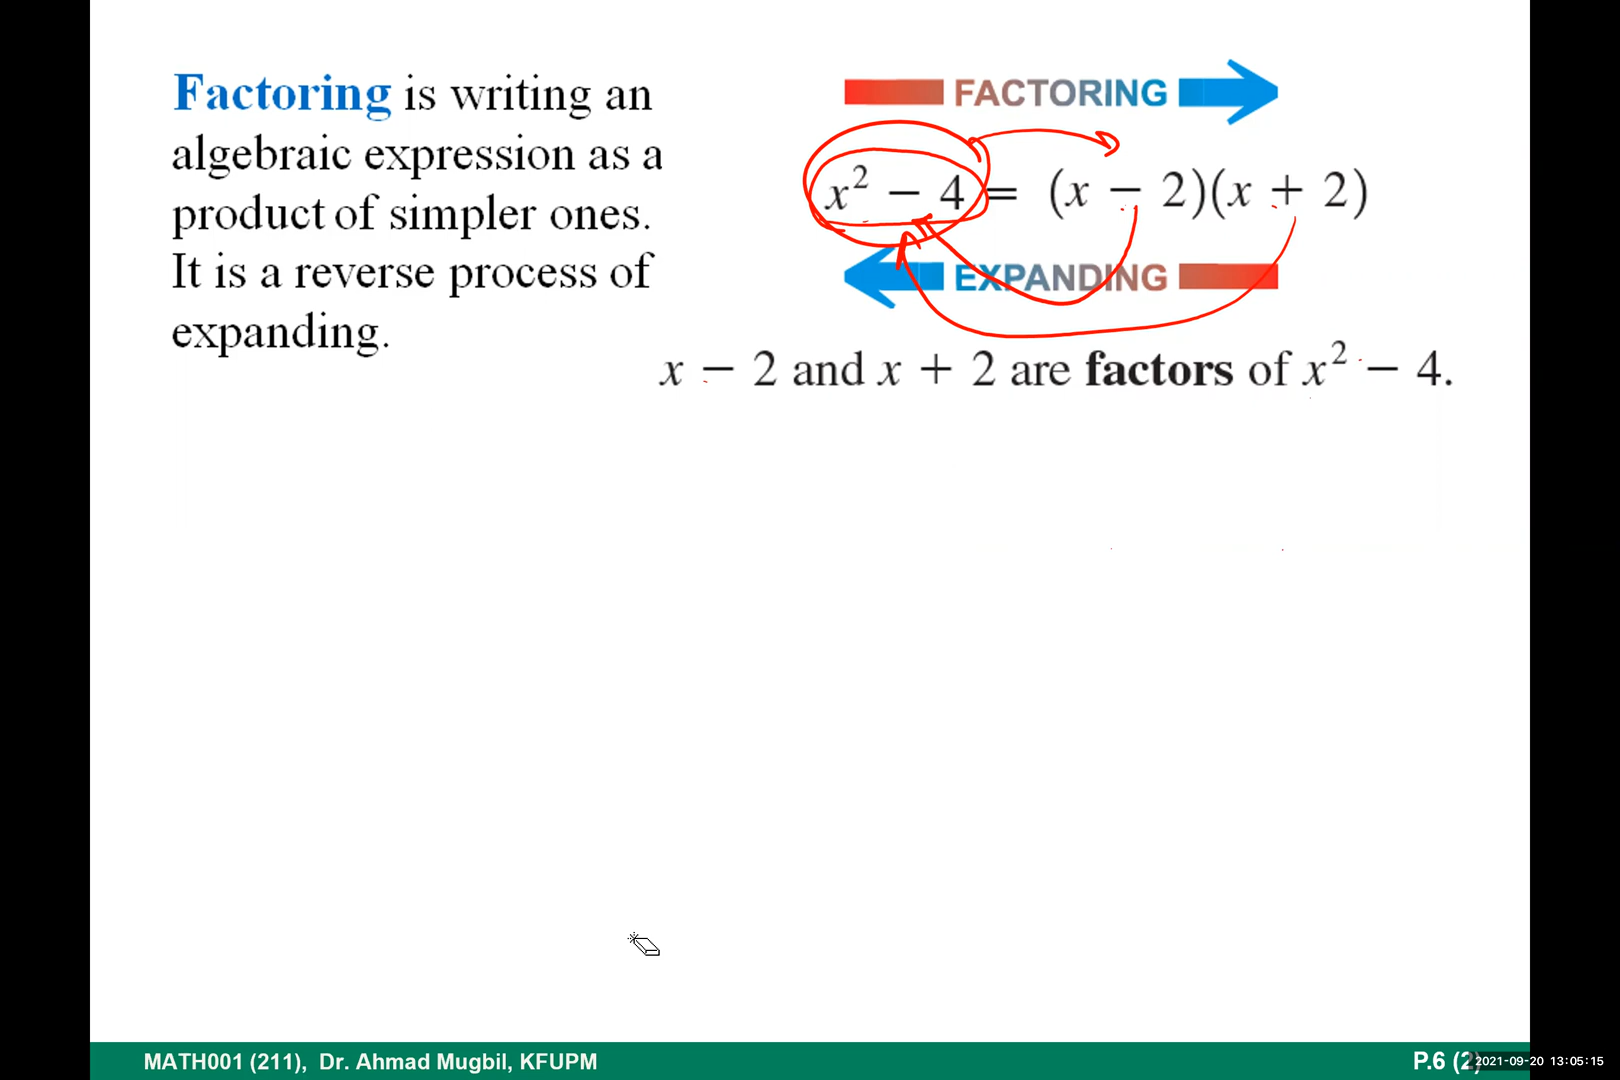 Factoring is writing an
algebraic expression as a
product of simpler ones.
It is a reverse process of
expanding.
FACTORING
x² − 4 = (x − 2)(x + 2)
EXPANDING
x − 2 and x + 2 are factors of x² − 4.
MATH001 (211), Dr. Ahmad Mugbil, KFUPM
P.6 (2)
2021-09-20 13:05:15